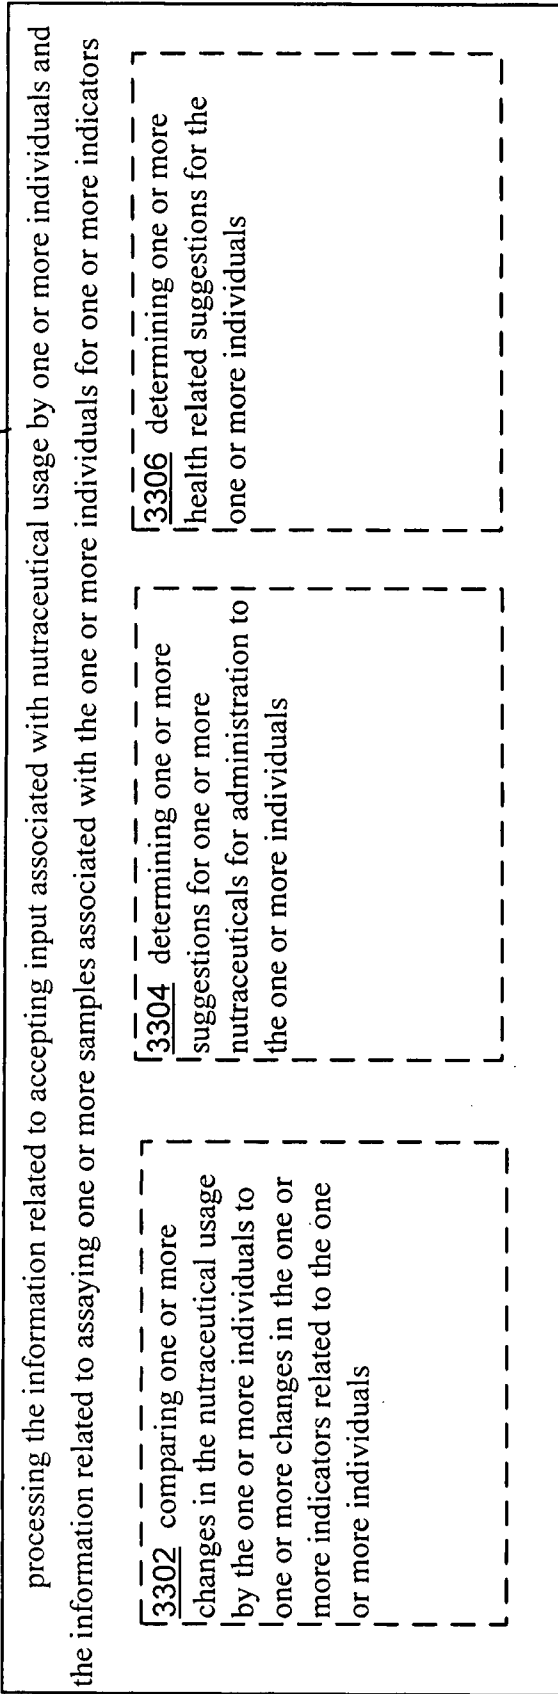 processing the information related to accepting input associated with nutraceutical usage by one or more individuals and
the information related to assaying one or more samples associated with the one or more individuals for one or more indicators
3302 comparing one or more
changes in the nutraceutical usage
by the one or more individuals to
one or more changes in the one or
more indicators related to the one
or more individuals
3304 determining one or more
suggestions for one or more
nutraceuticals for administration to
the one or more individuals
3306 determining one or more
health related suggestions for the
one or more individuals